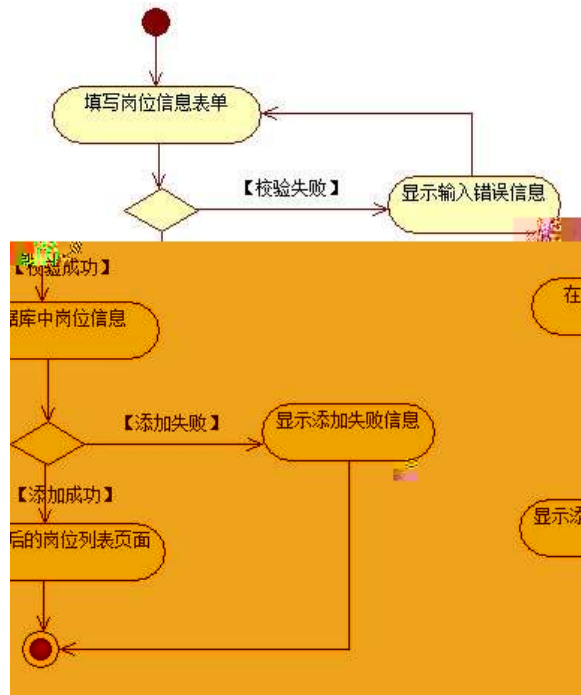 填写岗位信息表单
【校验失败】
显示输入错误信息
【校验成功】
据库中岗位信息
在
【添加失败】
显示添加失败信息
【添加成功】
显示添
后的岗位列表页面